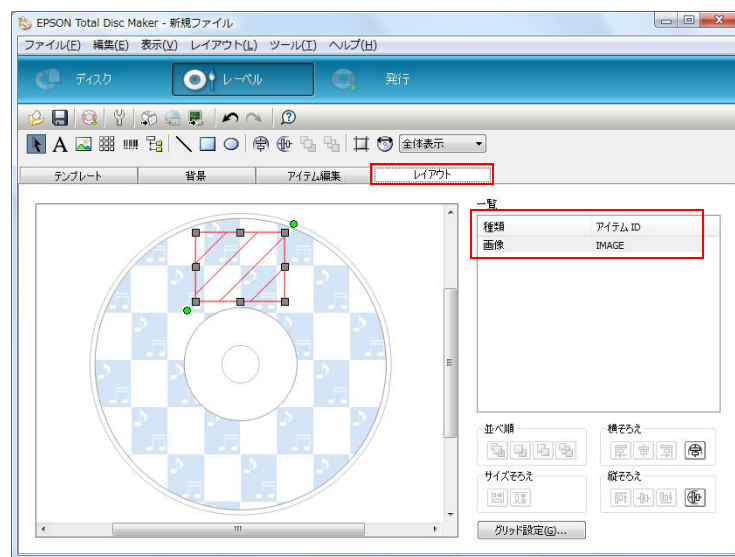 EPSON Total Disc Maker - 新規ファイル
ファイル(F) 編集(E) 表示(V) レイアウト(L) ツール(T) ヘルプ(H)
ディスク レーベル 発行
全体表示
テンプレート 背景 アイテム編集 レイアウト
一覧
種類 アイテム ID
画像 IMAGE
並べ順 横そろえ
サイズそろえ 縦そろえ
グリッド設定(G)...